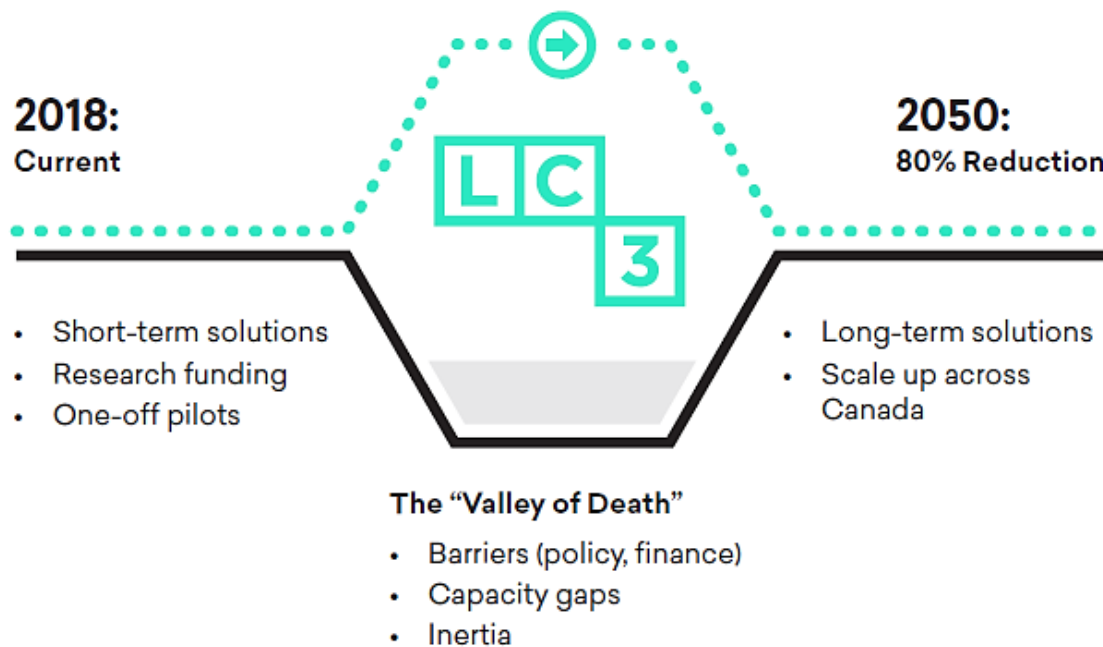 2018:
Current
LC3
2050:
80% Reduction
• Short-term solutions
• Research funding
• One-off pilots
• Long-term solutions
• Scale up across
Canada
The “Valley of Death”
• Barriers (policy, finance)
• Capacity gaps
• Inertia